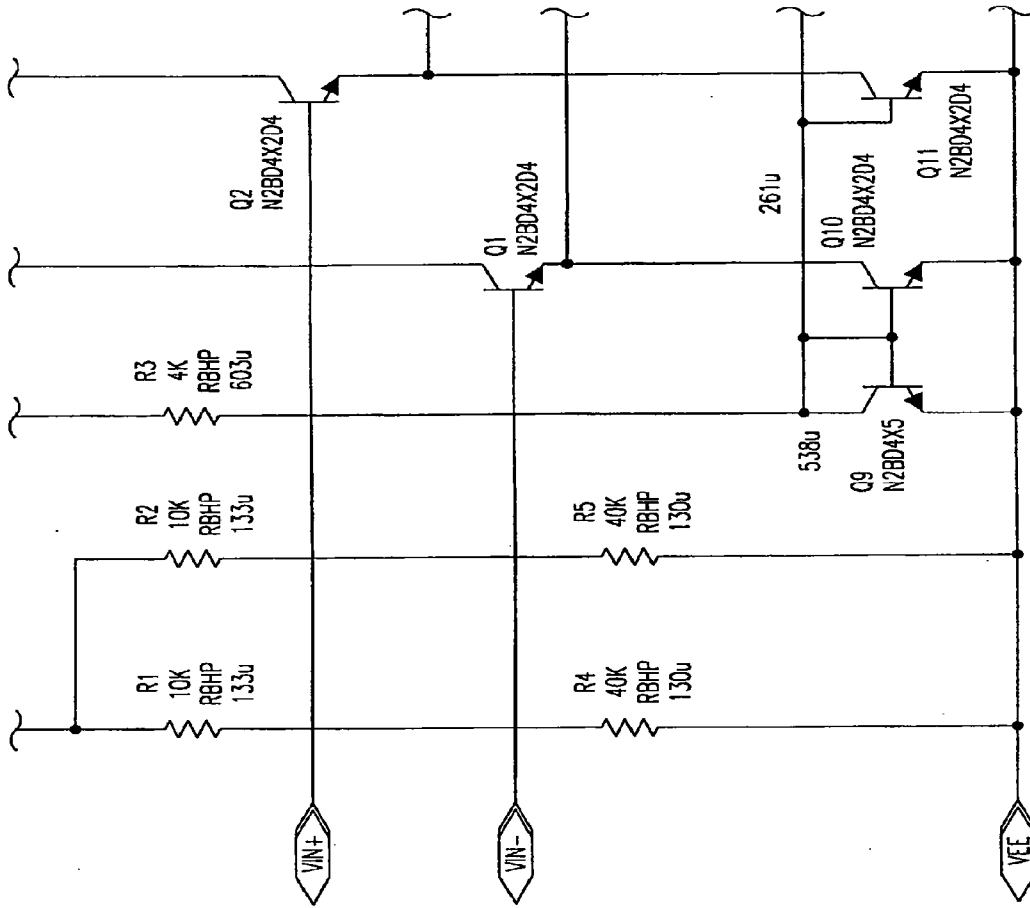 Q2
N2BD4X2D4
Q1
N2BD4X2D4
261u
Q10
N2BD4X2D4
Q11
N2BD4X2D4
R3
4K
RBHP
603u
538u
Q9
N2BD4X5
R2
10K
RBHP
133u
R5
40K
RBHP
130u
R1
10K
RBHP
133u
R4
40K
RBHP
130u
VIN+
VIN-
VEE